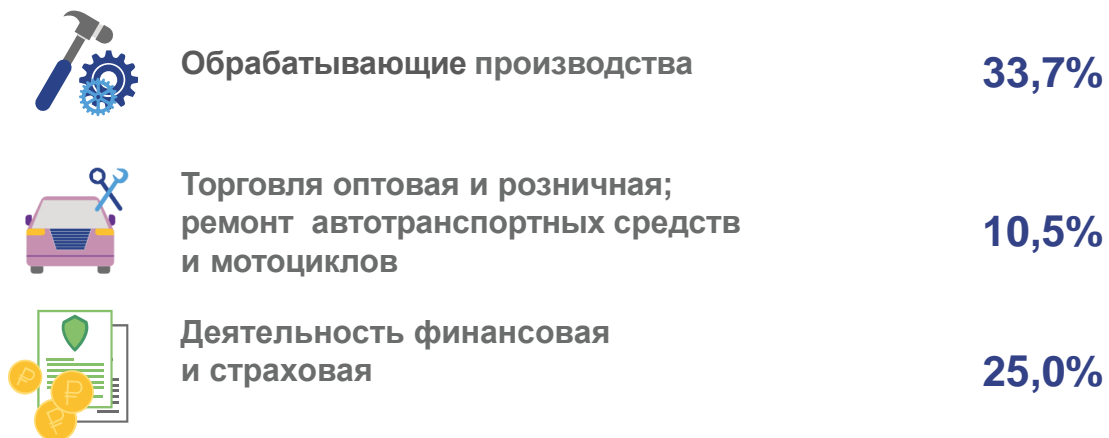 Обрабатывающие производства
33,7%
Торговля оптовая и розничная;
ремонт автотранспортных средств
и мотоциклов
10,5%
Деятельность финансовая
и страховая
25,0%